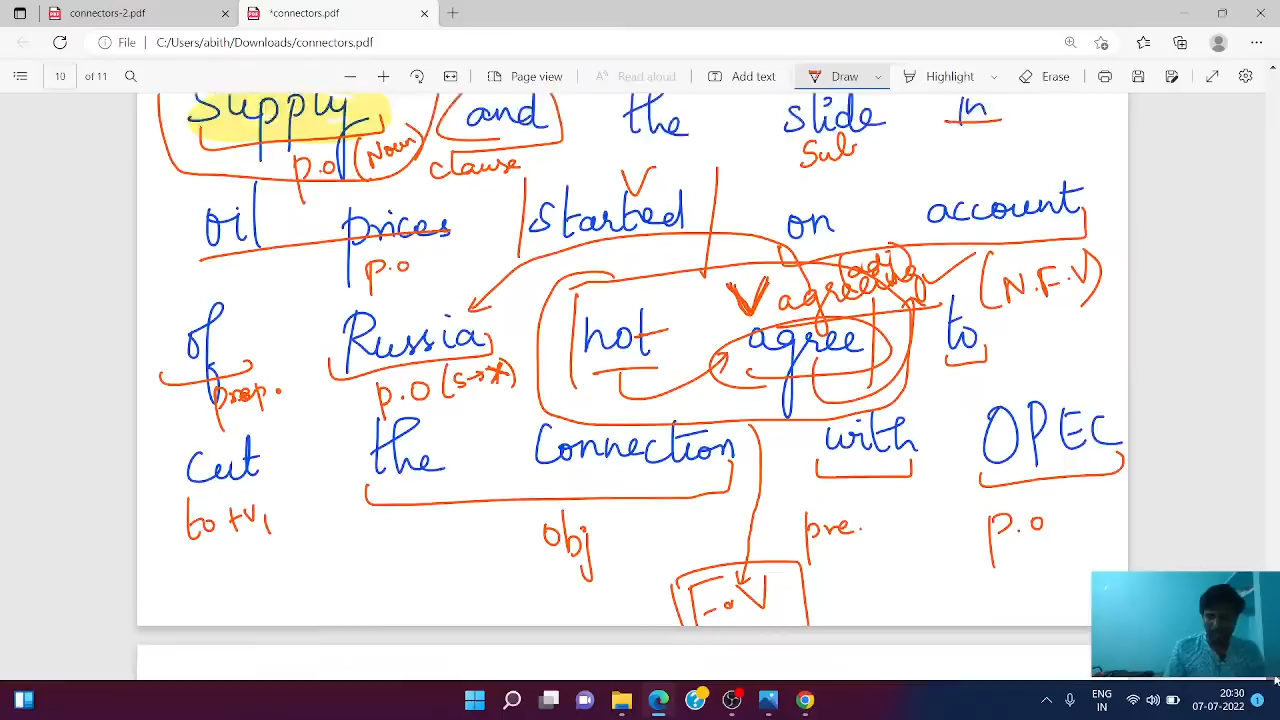 connectors-2.pdf
*connectors.pdf
File
C:/Users/abith/Downloads/connectors.pdf
10 of 11
Page view
Read aloud
Add text
Draw
Highlight
Erase
Supply and the slide in
p.o (Noun) clause Sub
V
oil prices started on account
p.o
(adj)
V agreeing (N.F.V)
of Russia not agree to
prep. p.o (S→*)
cut the Connection with OPEC
to +V1 obj pre. p.o
F.V
ENG
IN
20:30
07-07-2022
1